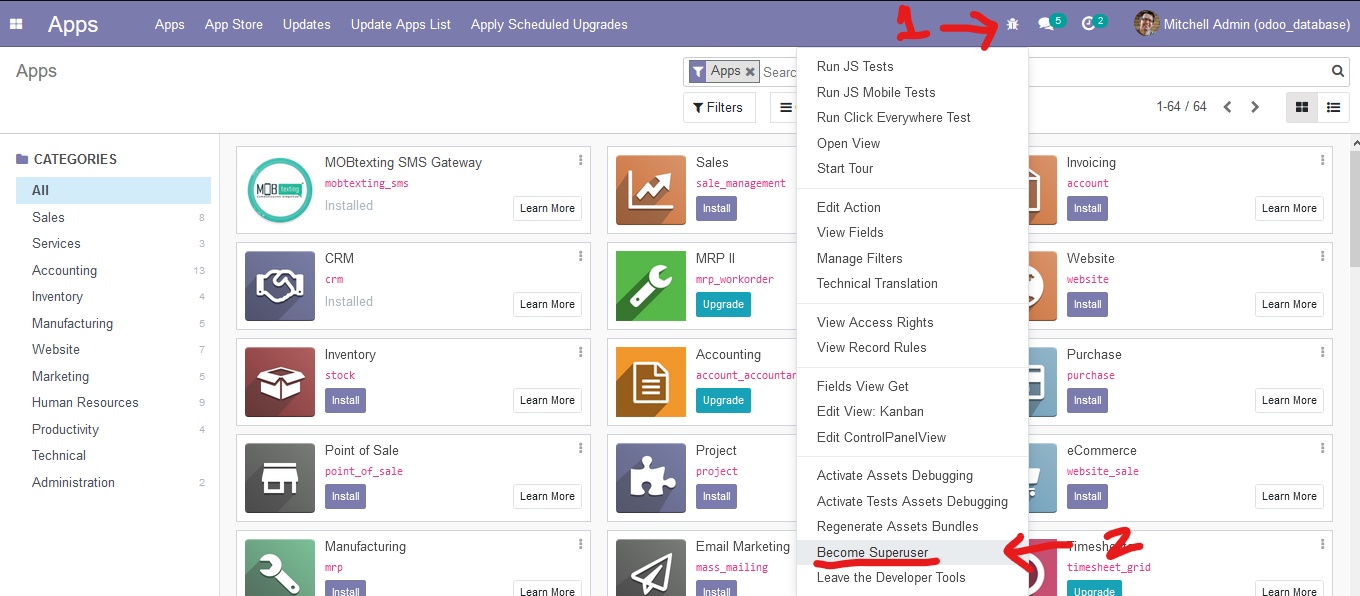 Apps Apps App Store Updates Update Apps List Apply Scheduled Upgrades 1 5 2 Mitchell Admin (odoo_database)
Apps
Apps Searc
Filters
1-64 / 64
Run JS Tests
Run JS Mobile Tests
Run Click Everywhere Test
Open View
Start Tour
Edit Action
View Fields
Manage Filters
Technical Translation
View Access Rights
View Record Rules
Fields View Get
Edit View: Kanban
Edit ControlPanelView
Activate Assets Debugging
Activate Tests Assets Debugging
Regenerate Assets Bundles
Become Superuser 2
Leave the Developer Tools
CATEGORIES
All
Sales 8
Services 3
Accounting 13
Inventory 4
Manufacturing 5
Website 7
Marketing 5
Human Resources 9
Productivity 4
Technical
Administration 2
MOBtexting SMS Gateway
mobtexting_sms
Installed
Learn More
MOB texting
Sales
sale_management
Install
Invoicing
account
Install
Learn More
CRM
crm
Installed
Learn More
MRP II
mrp_workorder
Upgrade
Website
website
Install
Learn More
Inventory
stock
Install
Learn More
Accounting
account_accountan
Upgrade
Purchase
purchase
Install
Learn More
Point of Sale
point_of_sale
Install
Learn More
Project
project
Install
eCommerce
website_sale
Install
Learn More
Manufacturing
mrp
Install
Learn More
Email Marketing
mass_mailing
Install
Timesheets
timesheet_grid
Upgrade
Learn More